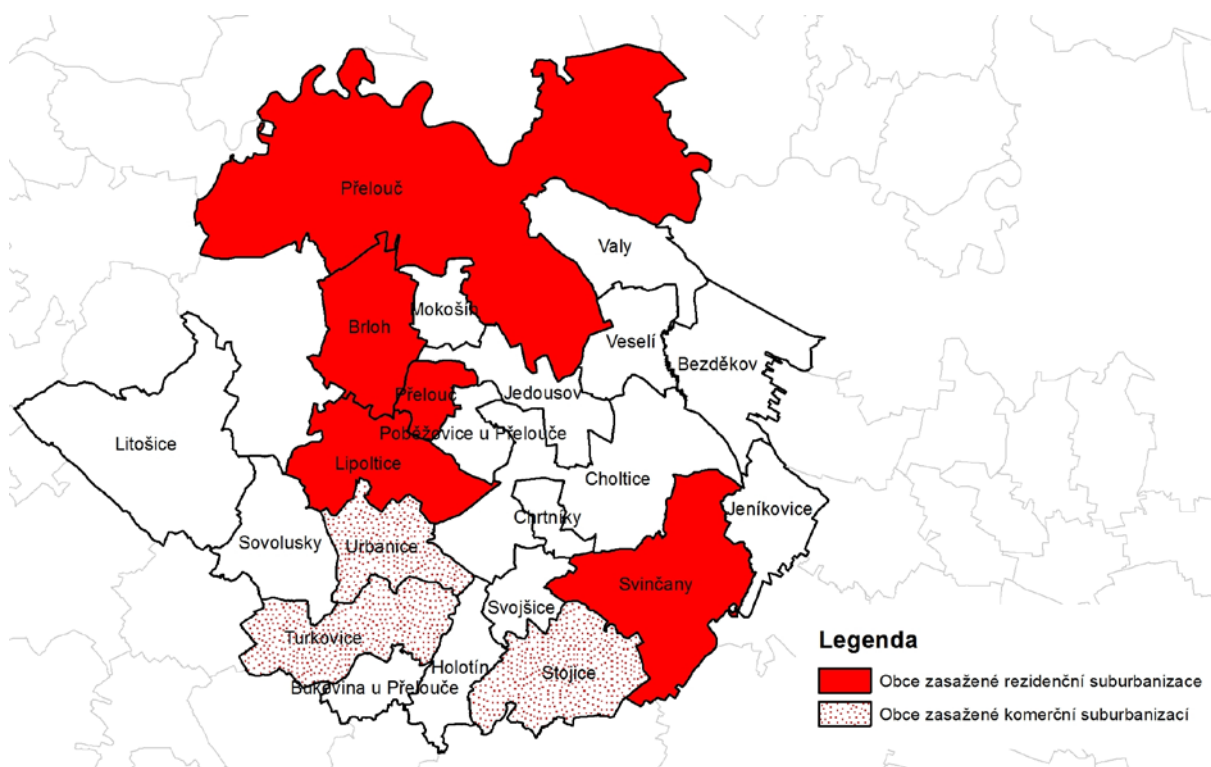 Přelouč
Valy
Mokošín
Brloh
Veselí
Bezděkov
Přelouč
Jedousov
Litošice
Poběžovice u Přelouče
Lipoltice
Choltice
Jeníkovice
Chrtníky
Sovolusky
Urbanice
Svinčany
Svojšice
Turkovice
Holotín
Stojice
Bukovina u Přelouče
Legenda
Obce zasažené rezidenční suburbanizace
Obce zasažené komerční suburbanizací